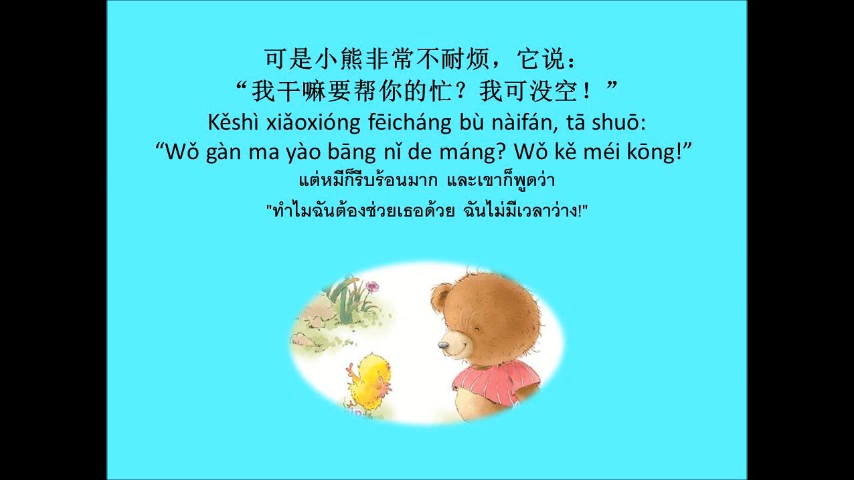 可是小熊非常不耐烦，它说：
“我干嘛要帮你的忙？我可没空！”
Kěshì xiǎoxióng fēicháng bù nàifán, tā shuō:
“Wǒ gàn ma yào bāng nǐ de máng? Wǒ kě méi kōng!”
แต่หมีก็รีบร้อนมาก และเขาก็พูดว่า
"ทำไมฉันต้องช่วยเธอด้วย ฉันไม่มีเวลาว่าง!"